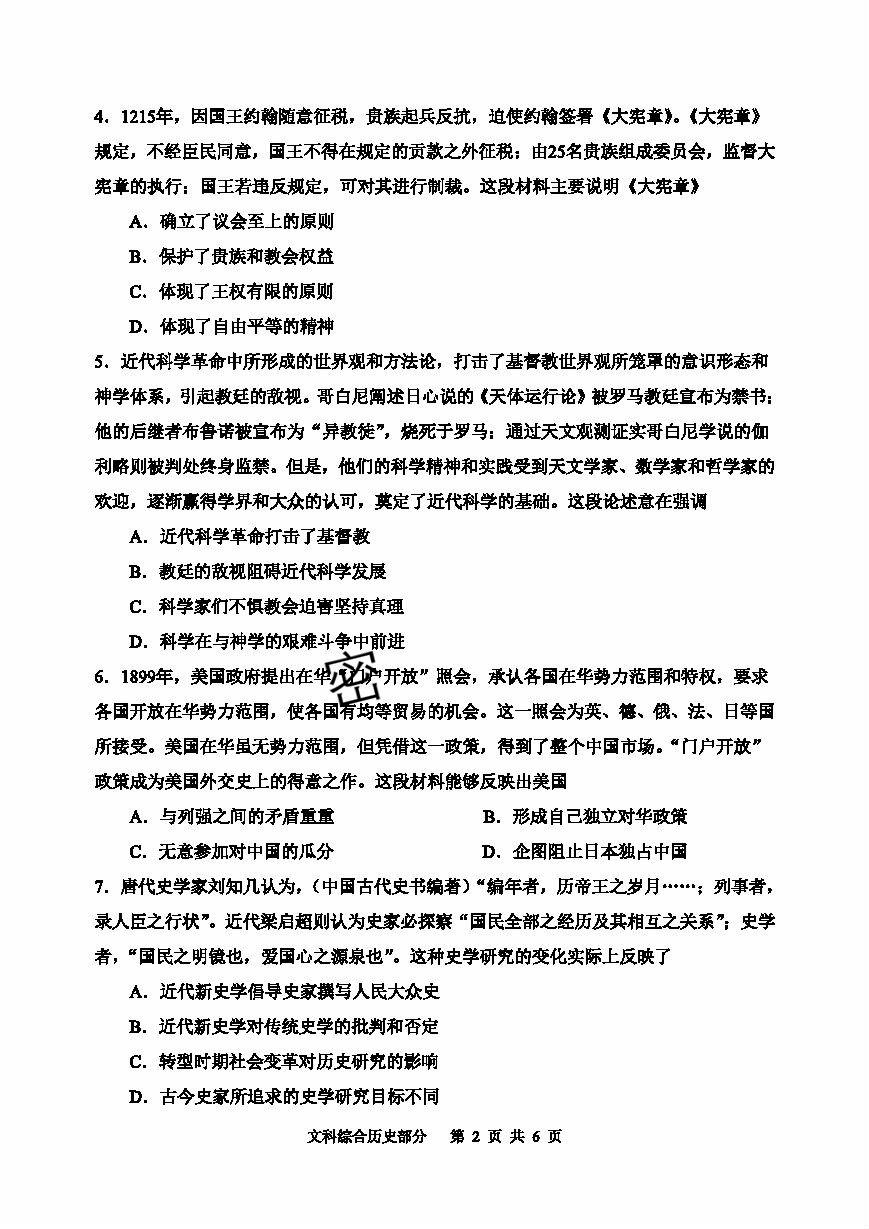 4．1215年，因国王约翰随意征税，贵族起兵反抗，迫使约翰签署《大宪章》。《大宪章》
规定，不经臣民同意，国王不得在规定的贡款之外征税；由25名贵族组成委员会，监督大
宪章的执行；国王若违反规定，可对其进行制裁。这段材料主要说明《大宪章》
A．确立了议会至上的原则
B．保护了贵族和教会权益
C．体现了王权有限的原则
D．体现了自由平等的精神
5．近代科学革命中所形成的世界观和方法论，打击了基督教世界观所笼罩的意识形态和
神学体系，引起教廷的敌视。哥白尼阐述日心说的《天体运行论》被罗马教廷宣布为禁书；
他的后继者布鲁诺被宣布为“异教徒”，烧死于罗马；通过天文观测证实哥白尼学说的伽
利略则被判处终身监禁。但是，他们的科学精神和实践受到天文学家、数学家和哲学家的
欢迎，逐渐赢得学界和大众的认可，奠定了近代科学的基础。这段论述意在强调
A．近代科学革命打击了基督教
B．教廷的敌视阻碍近代科学发展
C．科学家们不惧教会迫害坚持真理
D．科学在与神学的艰难斗争中前进
6．1899年，美国政府提出在华“门户开放”照会，承认各国在华势力范围和特权，要求
各国开放在华势力范围，使各国有均等贸易的机会。这一照会为英、德、俄、法、日等国
所接受。美国在华虽无势力范围，但凭借这一政策，得到了整个中国市场。“门户开放”
政策成为美国外交史上的得意之作。这段材料能够反映出美国
A．与列强之间的矛盾重重 B．形成自己独立对华政策
C．无意参加对中国的瓜分 D．企图阻止日本独占中国
密
7．唐代史学家刘知几认为，（中国古代史书编著）“编年者，历帝王之岁月……；列事者，
录人臣之行状”。近代梁启超则认为史家必探察“国民全部之经历及其相互之关系”；史学
者，“国民之明镜也，爱国心之源泉也”。这种史学研究的变化实际上反映了
A．近代新史学倡导史家撰写人民大众史
B．近代新史学对传统史学的批判和否定
C．转型时期社会变革对历史研究的影响
D．古今史家所追求的史学研究目标不同
文科综合历史部分 第 2 页 共 6 页